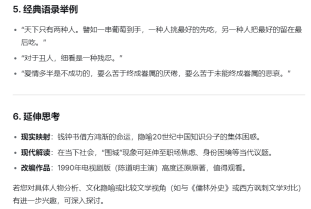 5. 经典语录举例
• “天下只有两种人。譬如一串葡萄到手，一种人挑最好的先吃，另一种人把最好的留在最后吃。”
• “对于丑人，细看是一种残忍。”
• “爱情多半是不成功的，要么苦于终成眷属的厌倦，要么苦于未能终成眷属的悲哀。”
6. 延伸思考
• 现实映射：钱钟书借方鸿渐的命运，隐喻20世纪中国知识分子的集体困惑。
• 现代解读：在当下社会，“围城”现象可延伸至职场焦虑、身份困境等当代议题。
• 改编作品：1990年电视剧版（陈道明主演）高度还原原著，值得观看。
若您对具体人物分析、文化隐喻或比较文学视角（如与《儒林外史》或西方讽刺文学对比）有进一步兴趣，可深入探讨。